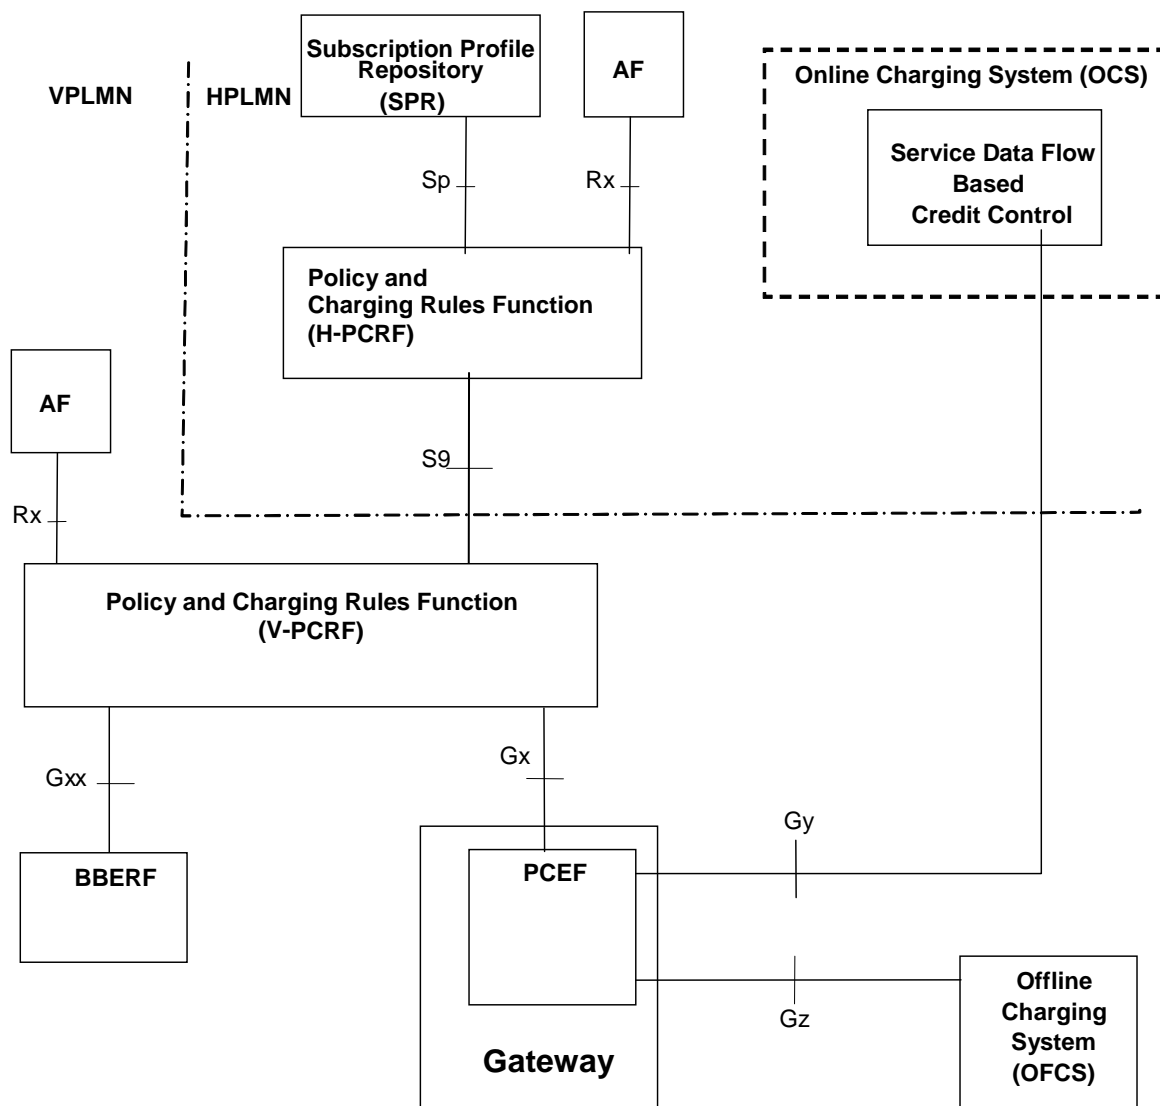 Subscription Profile
Repository
(SPR)
AF
Online Charging System (OCS)
VPLMN
HPLMN
Service Data Flow
Based
Credit Control
Sp
Rx
Policy and
Charging Rules Function
(H-PCRF)
AF
S9
Rx
Policy and Charging Rules Function
(V-PCRF)
Gxx
Gx
Gy
BBERF
PCEF
Gz
Offline
Charging
System
(OFCS)
Gateway